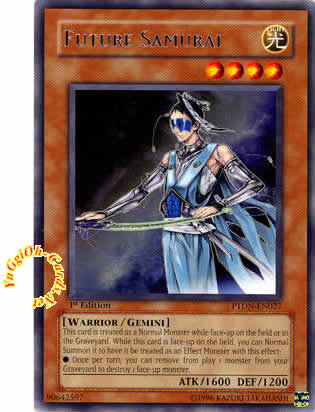 Future Samurai
光
YuGgiOh-Cards.Net
1st Edition
PTDN-EN027
[Warrior / Gemini]
This card is treated as a Normal Monster while face-up on the field or in
the Graveyard. While this card is face-up on the field, you can Normal
Summon it to have it be treated as an Effect Monster with this effect:
● Once per turn, you can remove from play 1 monster from your
Graveyard to destroy 1 face-up monster.
ATK/1600 DEF/1200
90642597
©1996 KAZUKI TAKAHASHI